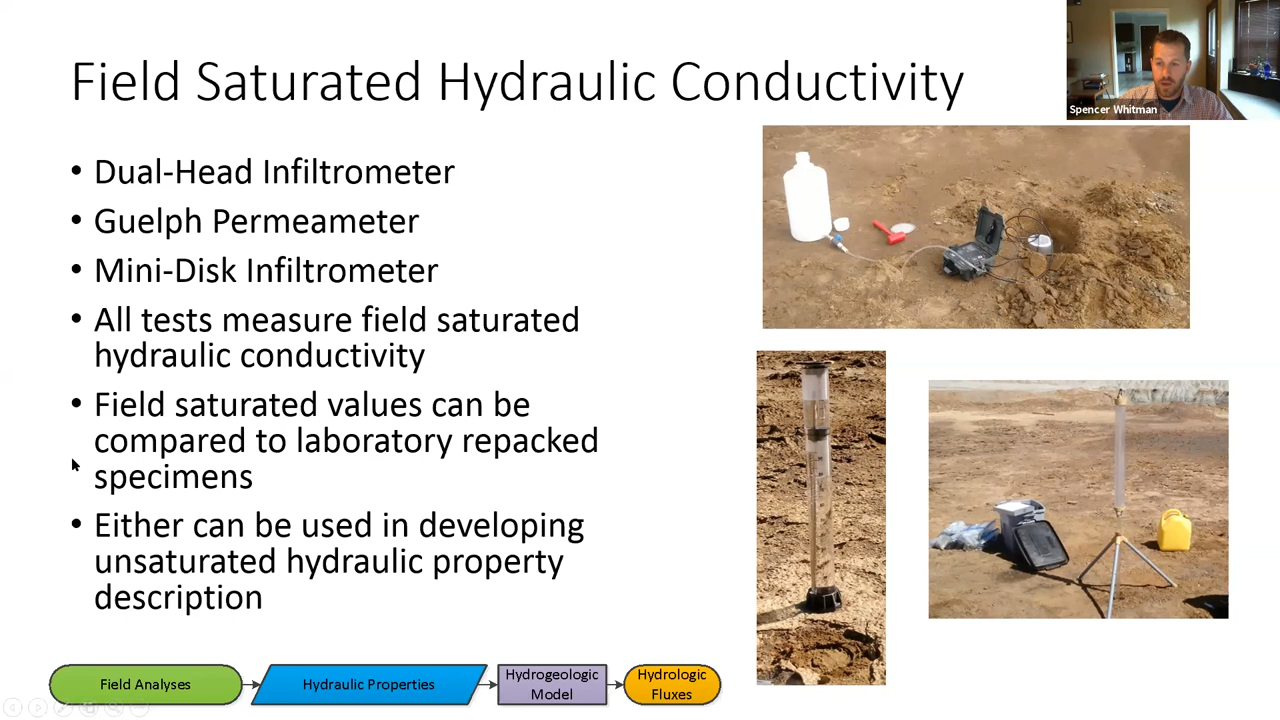 Field Saturated Hydraulic Conductivity
Spencer Whitman
• Dual-Head Infiltrometer
• Guelph Permeameter
• Mini-Disk Infiltrometer
• All tests measure field saturated
hydraulic conductivity
• Field saturated values can be
compared to laboratory repacked
specimens
• Either can be used in developing
unsaturated hydraulic property
description
Field Analyses
Hydraulic Properties
Hydrogeologic
Model
Hydrologic
Fluxes